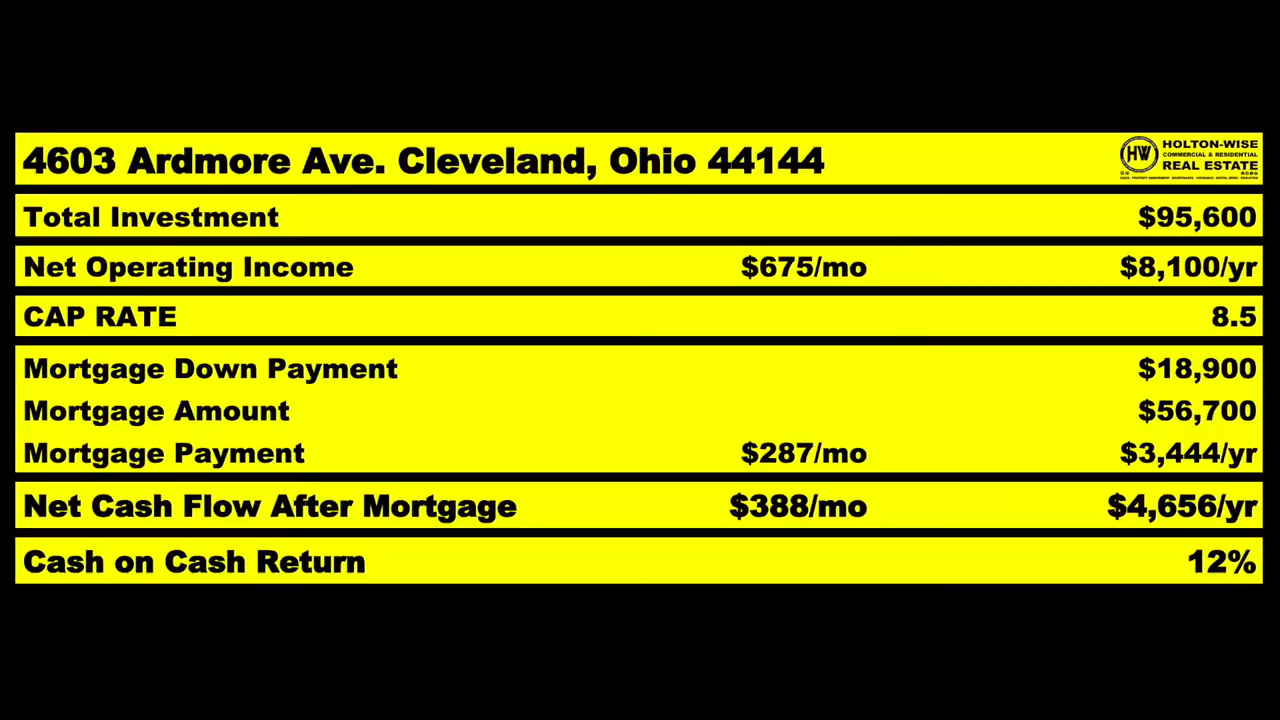 4603 Ardmore Ave. Cleveland, Ohio 44144
HW
HOLTON-WISE
COMMERCIAL & RESIDENTIAL
REAL ESTATE
Total Investment $95,600
Net Operating Income $675/mo $8,100/yr
CAP RATE 8.5
Mortgage Down Payment $18,900
Mortgage Amount $56,700
Mortgage Payment $287/mo $3,444/yr
Net Cash Flow After Mortgage $388/mo $4,656/yr
Cash on Cash Return 12%